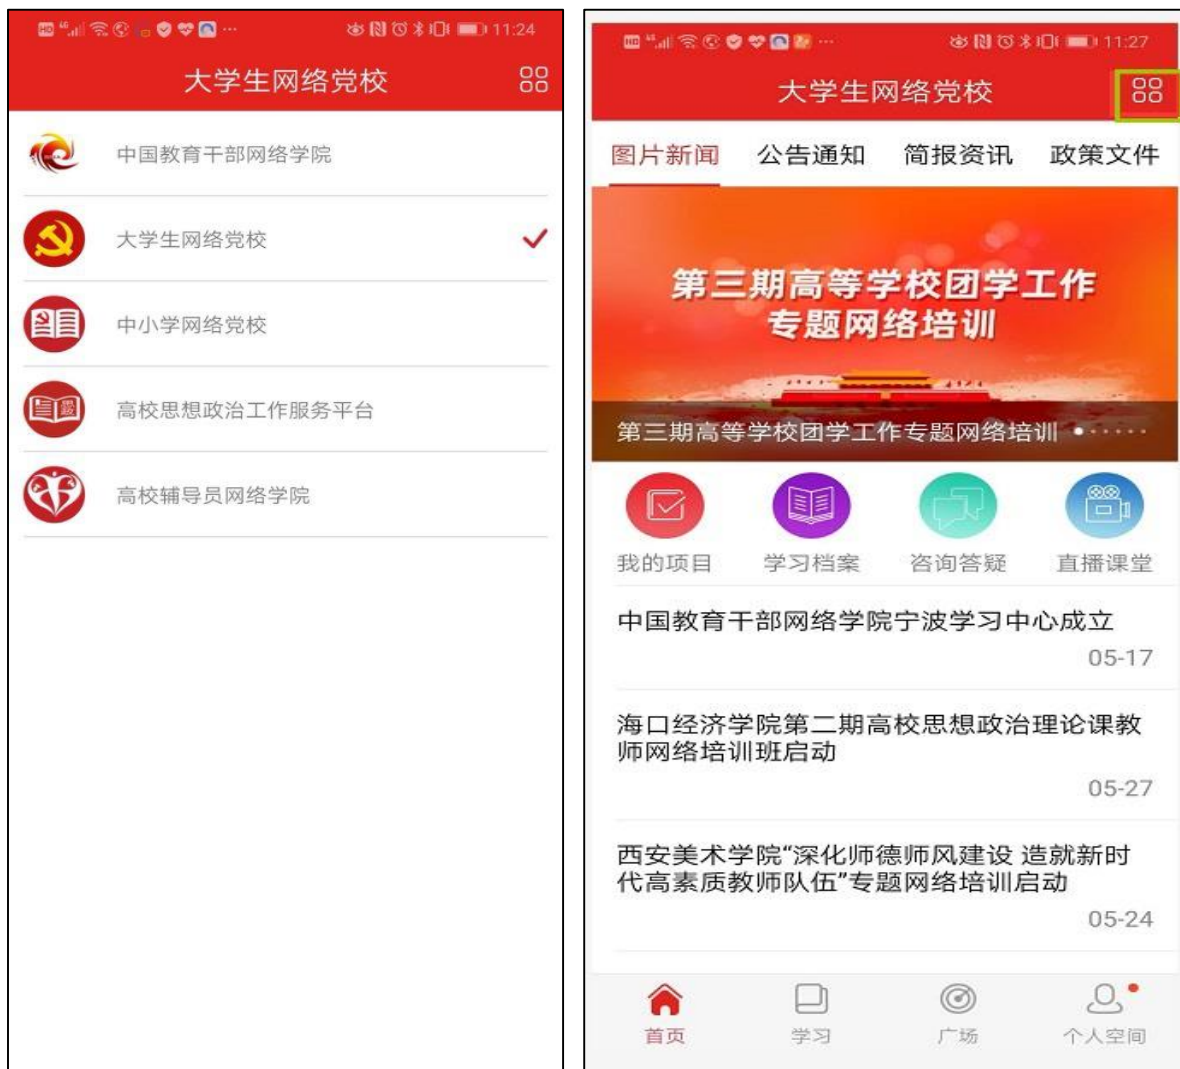 11:24
大学生网络党校
中国教育干部网络学院
大学生网络党校
中小学网络党校
高校思想政治工作服务平台
高校辅导员网络学院
11:27
大学生网络党校
图片新闻 公告通知 简报资讯 政策文件
第三期高等学校团学工作
专题网络培训
第三期高等学校团学工作专题网络培训
我的项目 学习档案 咨询答疑 直播课堂
中国教育干部网络学院宁波学习中心成立
05-17
海口经济学院第二期高校思想政治理论课教
师网络培训班启动
05-27
西安美术学院“深化师德师风建设 造就新时
代高素质教师队伍”专题网络培训启动
05-24
首页 学习 广场 个人空间